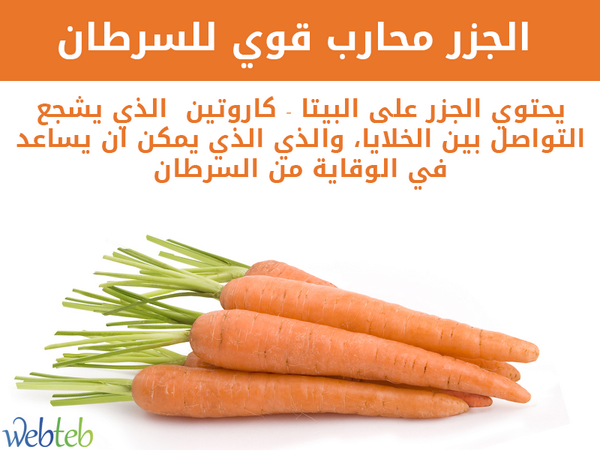 الجزر محارب قوي للسرطان
يحتوي الجزر على البيتا - كاروتين الذي يشجع
التواصل بين الخلايا، والذي الذي يمكن ان يساعد
في الوقاية من السرطان
webteb